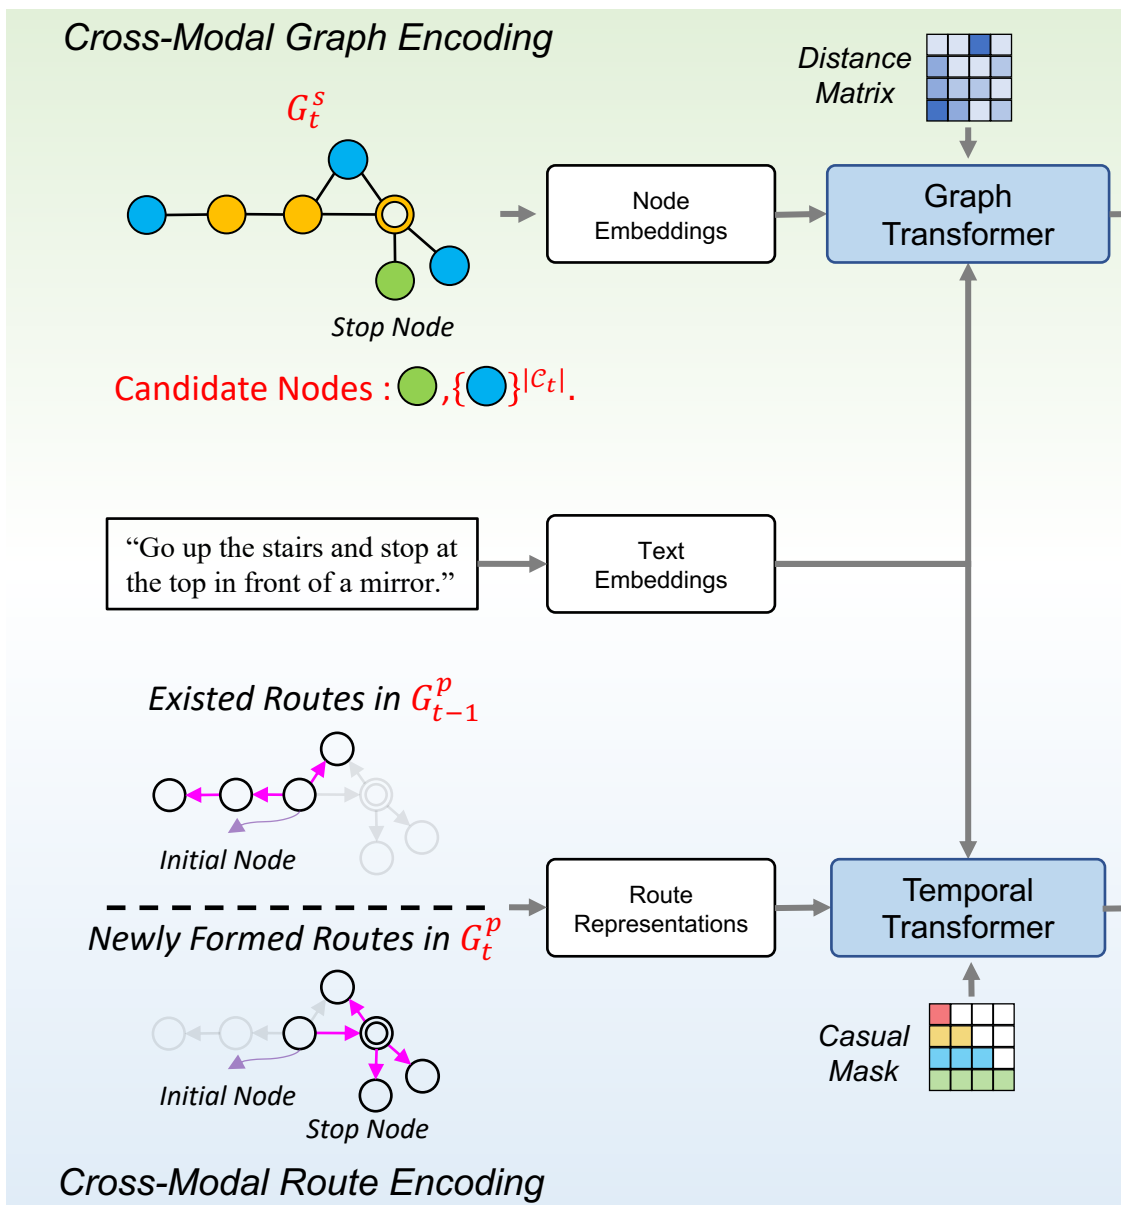 Cross-Modal Graph Encoding
Distance
Matrix
G_t^s
Node
Embeddings
Graph
Transformer
Stop Node
Candidate Nodes : , { }^{|C_t|}.
“Go up the stairs and stop at
the top in front of a mirror.”
Text
Embeddings
Existed Routes in G_{t-1}^p
Initial Node
Route
Representations
Temporal
Transformer
Newly Formed Routes in G_t^p
Casual
Mask
Initial Node
Stop Node
Cross-Modal Route Encoding